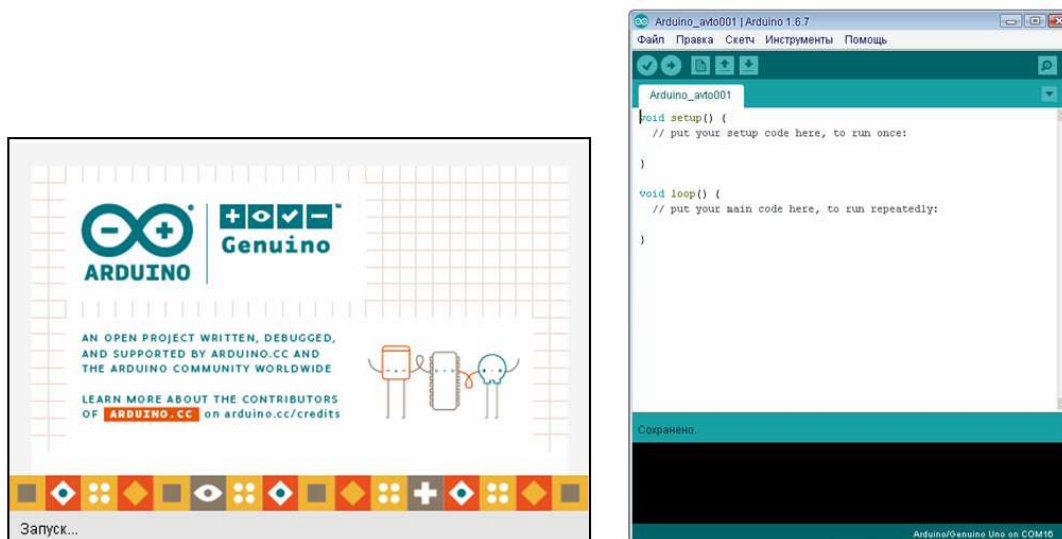 ARDUINO
Genuino
AN OPEN PROJECT WRITTEN, DEBUGGED,
AND SUPPORTED BY ARDUINO.CC AND
THE ARDUINO COMMUNITY WORLDWIDE
LEARN MORE ABOUT THE CONTRIBUTORS
OF ARDUINO.CC on arduino.cc/credits
Запуск...
Arduino_avto001 | Arduino 1.6.7
Файл Правка Скетч Инструменты Помощь
Arduino_avto001
void setup() {
// put your setup code here, to run once:
}
void loop() {
// put your main code here, to run repeatedly:
}
Сохранено.
Arduino/Genuino Uno on COM16